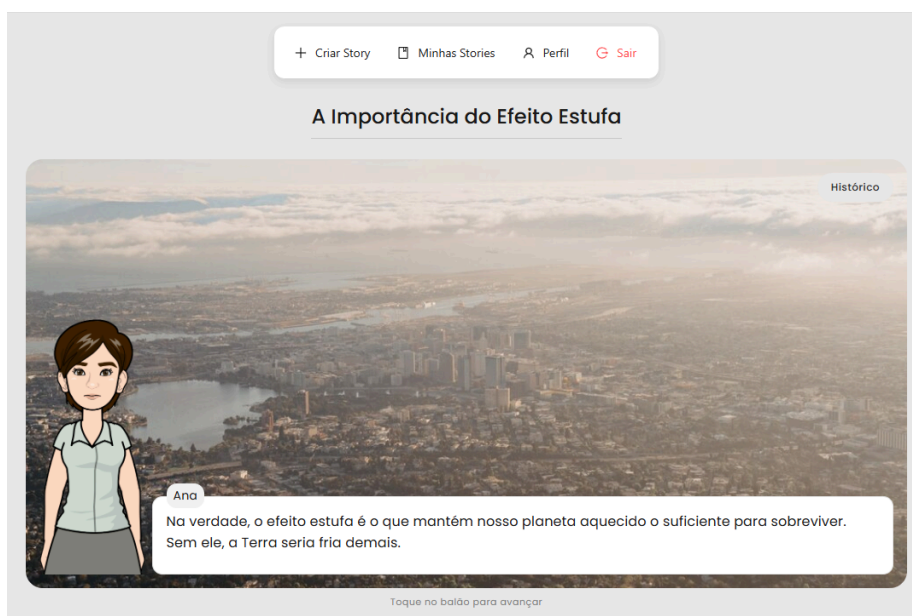 Criar Story Minhas Stories Perfil Sair
A Importância do Efeito Estufa
Histórico
Ana
Na verdade, o efeito estufa é o que mantém nosso planeta aquecido o suficiente para sobreviver.
Sem ele, a Terra seria fria demais.
Toque no balão para avançar